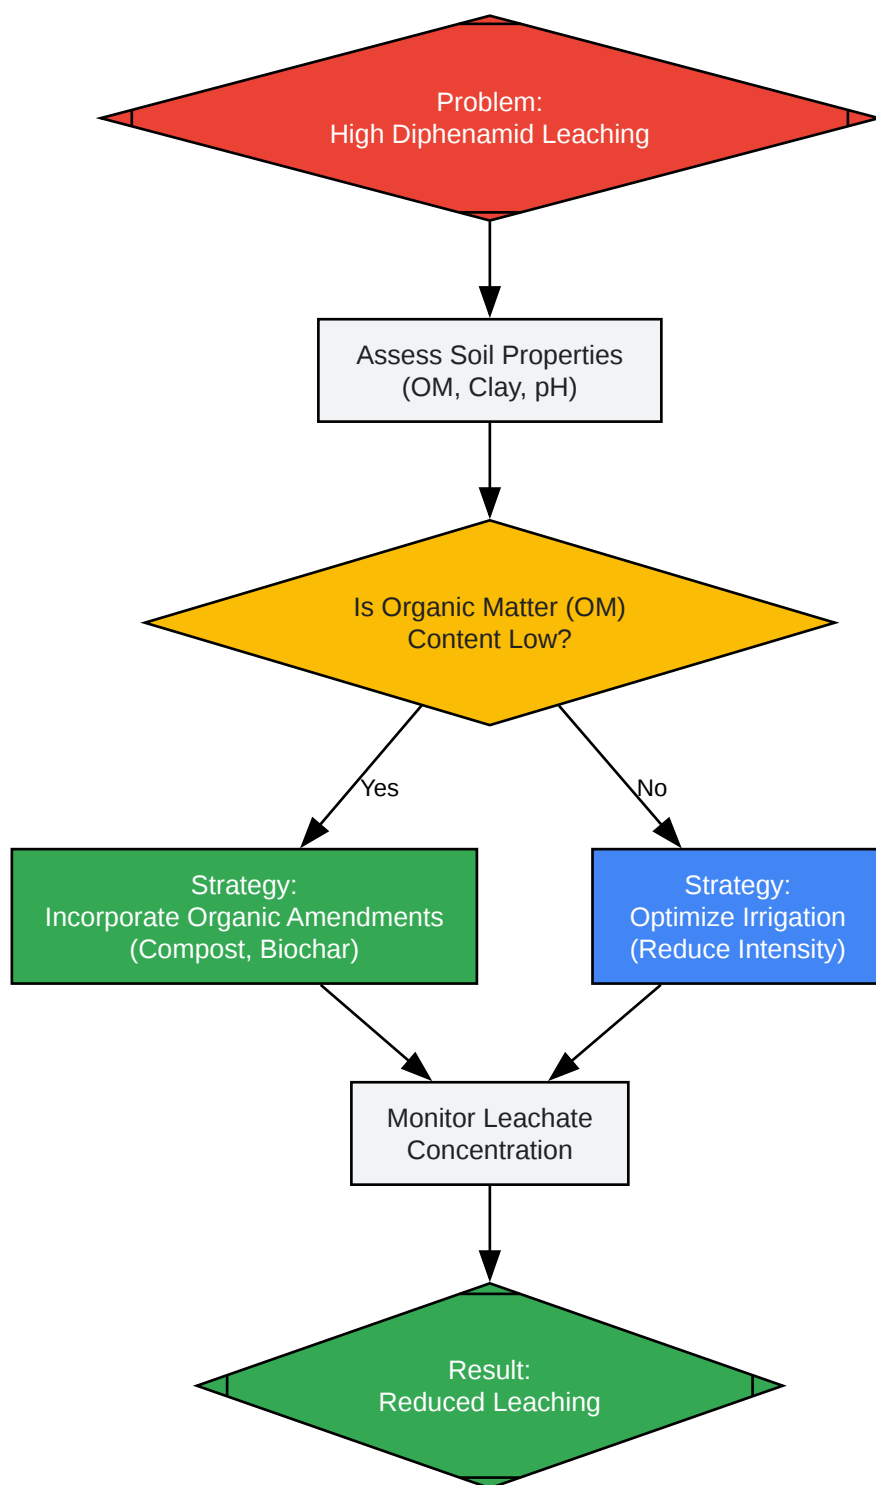 Problem:
High Diphenamid Leaching
Assess Soil Properties
(OM, Clay, pH)
Is Organic Matter (OM)
Content Low?
Yes
No
Strategy:
Incorporate Organic Amendments
(Compost, Biochar)
Strategy:
Optimize Irrigation
(Reduce Intensity)
Monitor Leachate
Concentration
Result:
Reduced Leaching